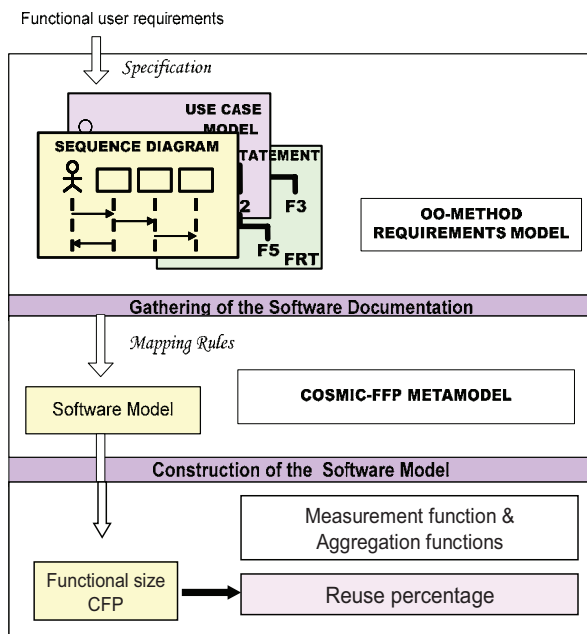 Functional user requirements
Specification
USE CASE
MODEL
SEQUENCE DIAGRAM
TATEMENT
2
F3
F5
FRT
OO-METHOD
REQUIREMENTS MODEL
Gathering of the Software Documentation
Mapping Rules
Software Model
COSMIC-FFP METAMODEL
Construction of the Software Model
Measurement function &
Aggregation functions
Functional size
CFP
Reuse percentage